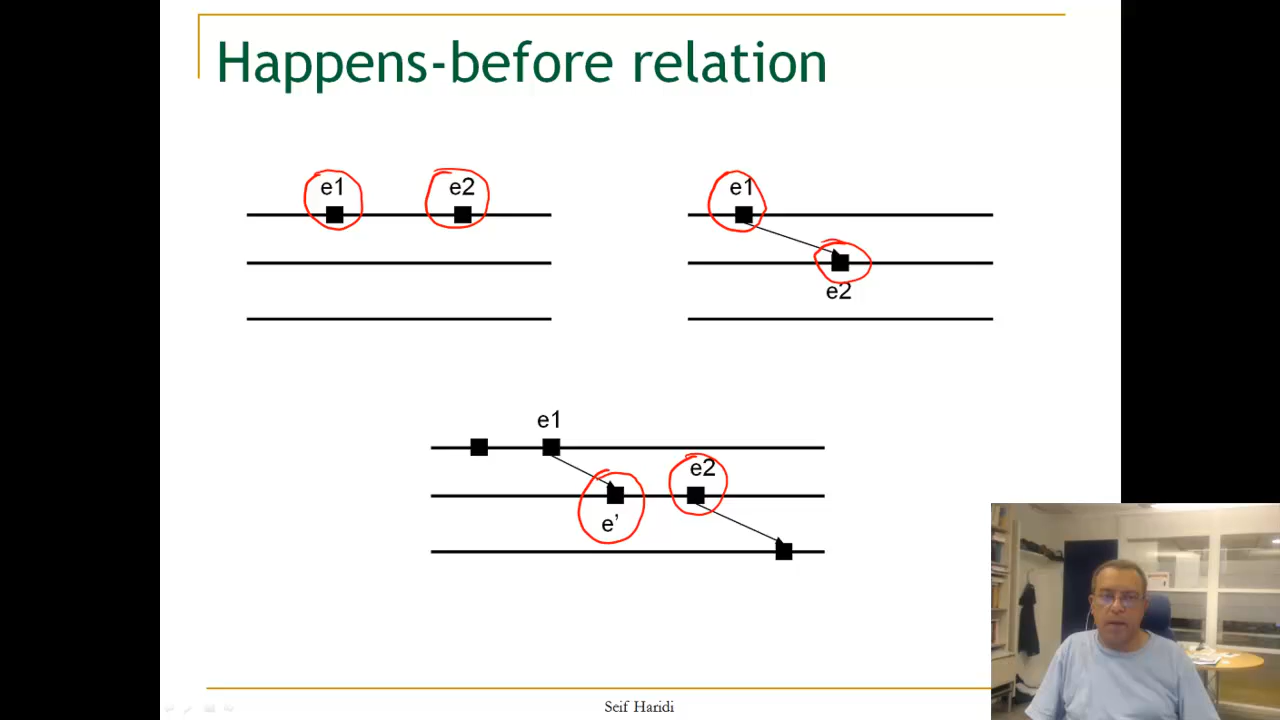 Happens-before relation
e1
e2
e1
e2
e1
e2
e’
Seif Haridi